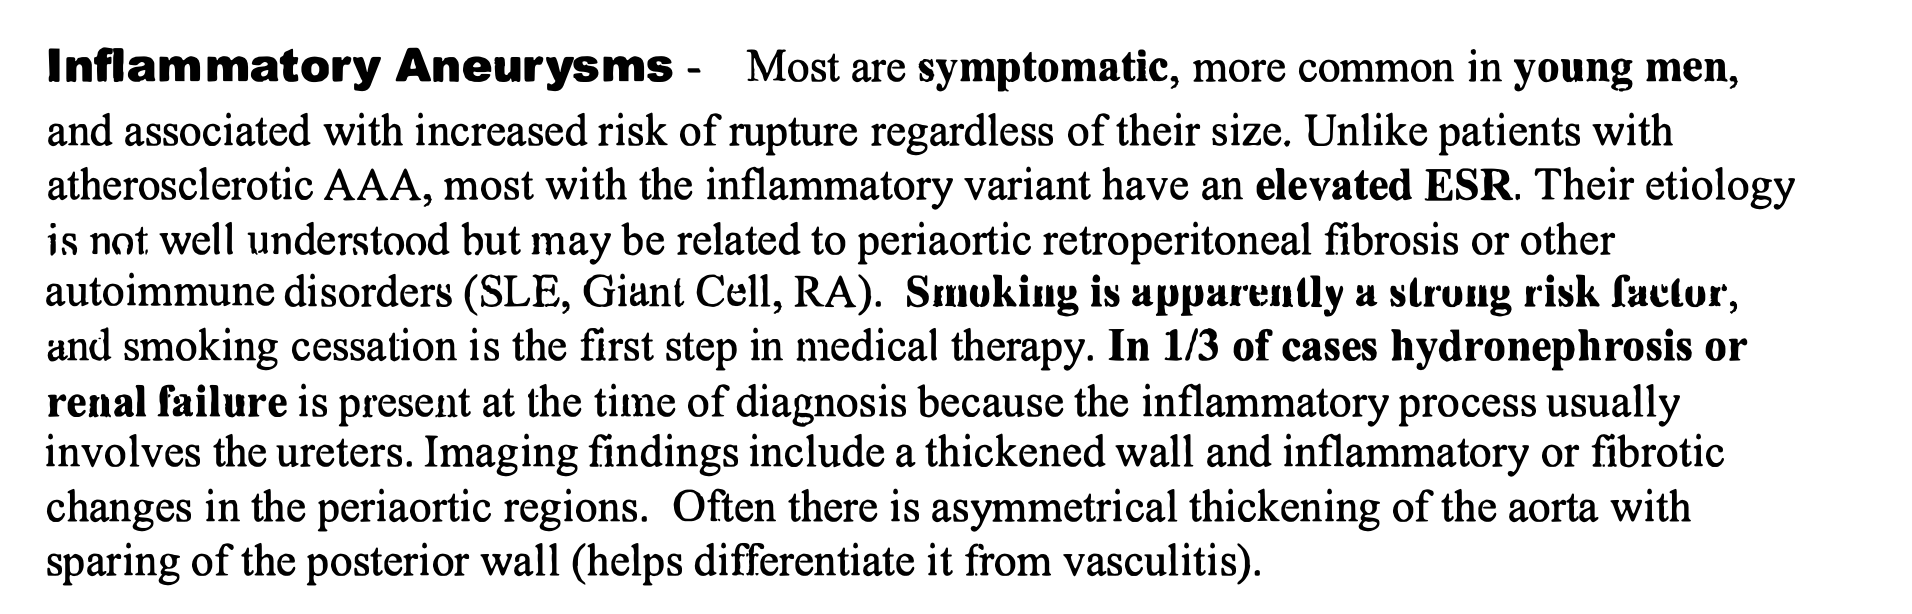 Inflammatory Aneurysms - Most are symptomatic, more common in young men,
and associated with increased risk of rupture regardless of their size. Unlike patients with
atherosclerotic AAA, most with the inflammatory variant have an elevated ESR. Their etiology
is not well understood but may be related to periaortic retroperitoneal fibrosis or other
autoimmune disorders (SLE, Giant Cell, RA). Smoking is apparently a strong risk factor,
and smoking cessation is the first step in medical therapy. In 1/3 of cases hydronephrosis or
renal failure is present at the time of diagnosis because the inflammatory process usually
involves the ureters. Imaging findings include a thickened wall and inflammatory or fibrotic
changes in the periaortic regions. Often there is asymmetrical thickening of the aorta with
sparing of the posterior wall (helps differentiate it from vasculitis).